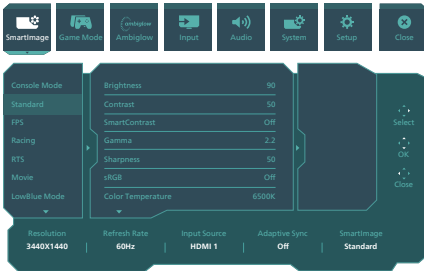 ambiglow
SmartImage Game Mode Ambiglow Input Audio System Setup Close
Console Mode
Standard
FPS
Racing
RTS
Movie
LowBlue Mode
Brightness 90
Contrast 50
SmartContrast Off
Gamma 2.2
Sharpness 50
sRGB Off
Color Temperature 6500K
Select
OK
Close
Resolution Refresh Rate Input Source Adaptive Sync SmartImage
3440X1440 60Hz HDMI 1 Off Standard